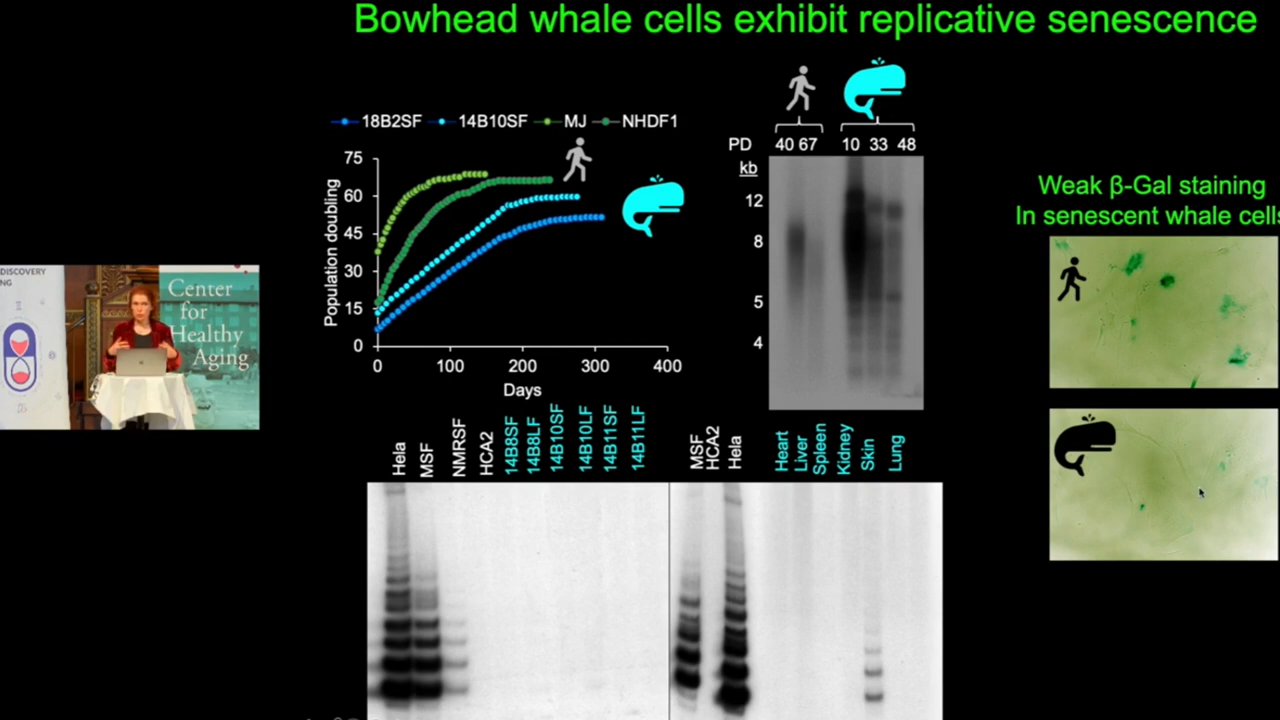 Bowhead whale cells exhibit replicative senescence
18B2SF 14B10SF MJ NHDF1
75
60
45
30
15
0
Population doubling
0 100 200 300 400
Days
PD 40 67 10 33 48
kb
12
8
5
4
Weak β-Gal staining
In senescent whale cells
DISCOVERY
NG
Center
for
Healthy
Aging
Hela
MSF
NMRSF
HCA2
14B8SF
14B8LF
14B10SF
14B10LF
14B11SF
14B11LF
MSF
HCA2
Hela
Heart
Liver
Spleen
Kidney
Skin
Lung